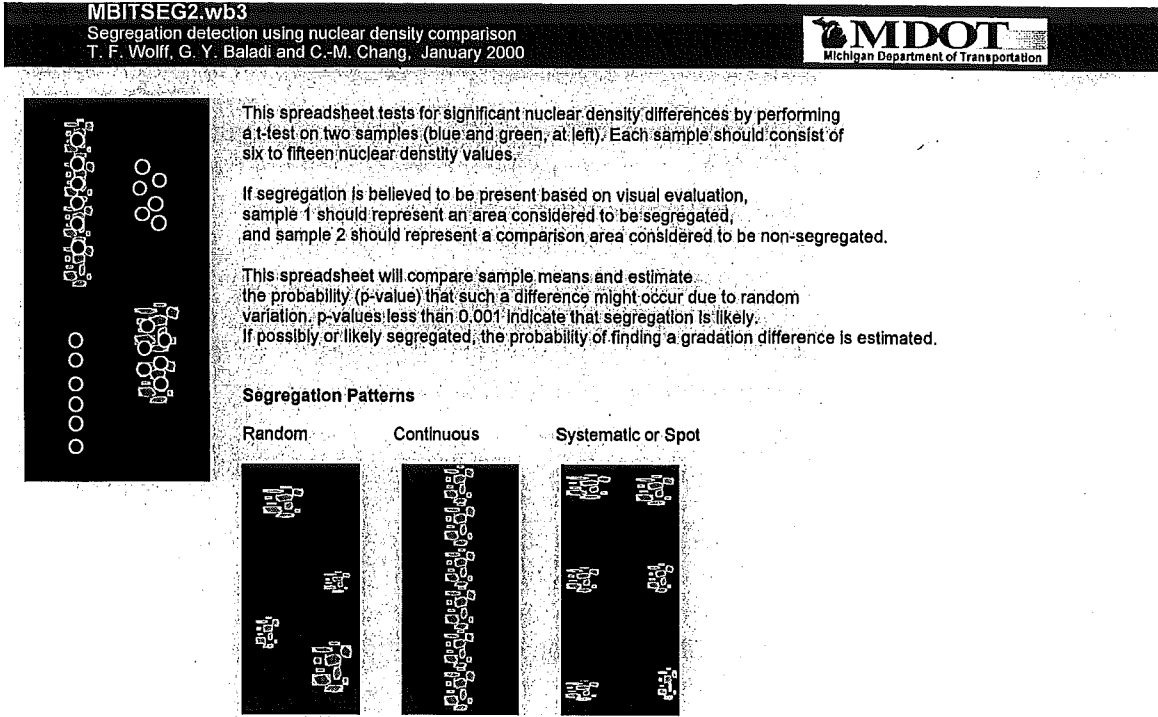 MBITSEG2.wb3
Segregation detection using nuclear density comparison
T. F. Wolff, G. Y. Baladi and C.-M. Chang, January 2000
MDOT
Michigan Department of Transportation
This spreadsheet tests for significant nuclear density differences by performing
a t-test on two samples (blue and green, at left). Each sample should consist of
six to fifteen nuclear denstity values.
If segregation is believed to be present based on visual evaluation,
sample 1 should represent an area considered to be segregated,
and sample 2 should represent a comparison area considered to be non-segregated.
This spreadsheet will compare sample means and estimate
the probability (p-value) that such a difference might occur due to random
variation. p-values less than 0.001 indicate that segregation is likely.
If possibly or likely segregated, the probability of finding a gradation difference is estimated.
Segregation Patterns
Random
Continuous
Systematic or Spot